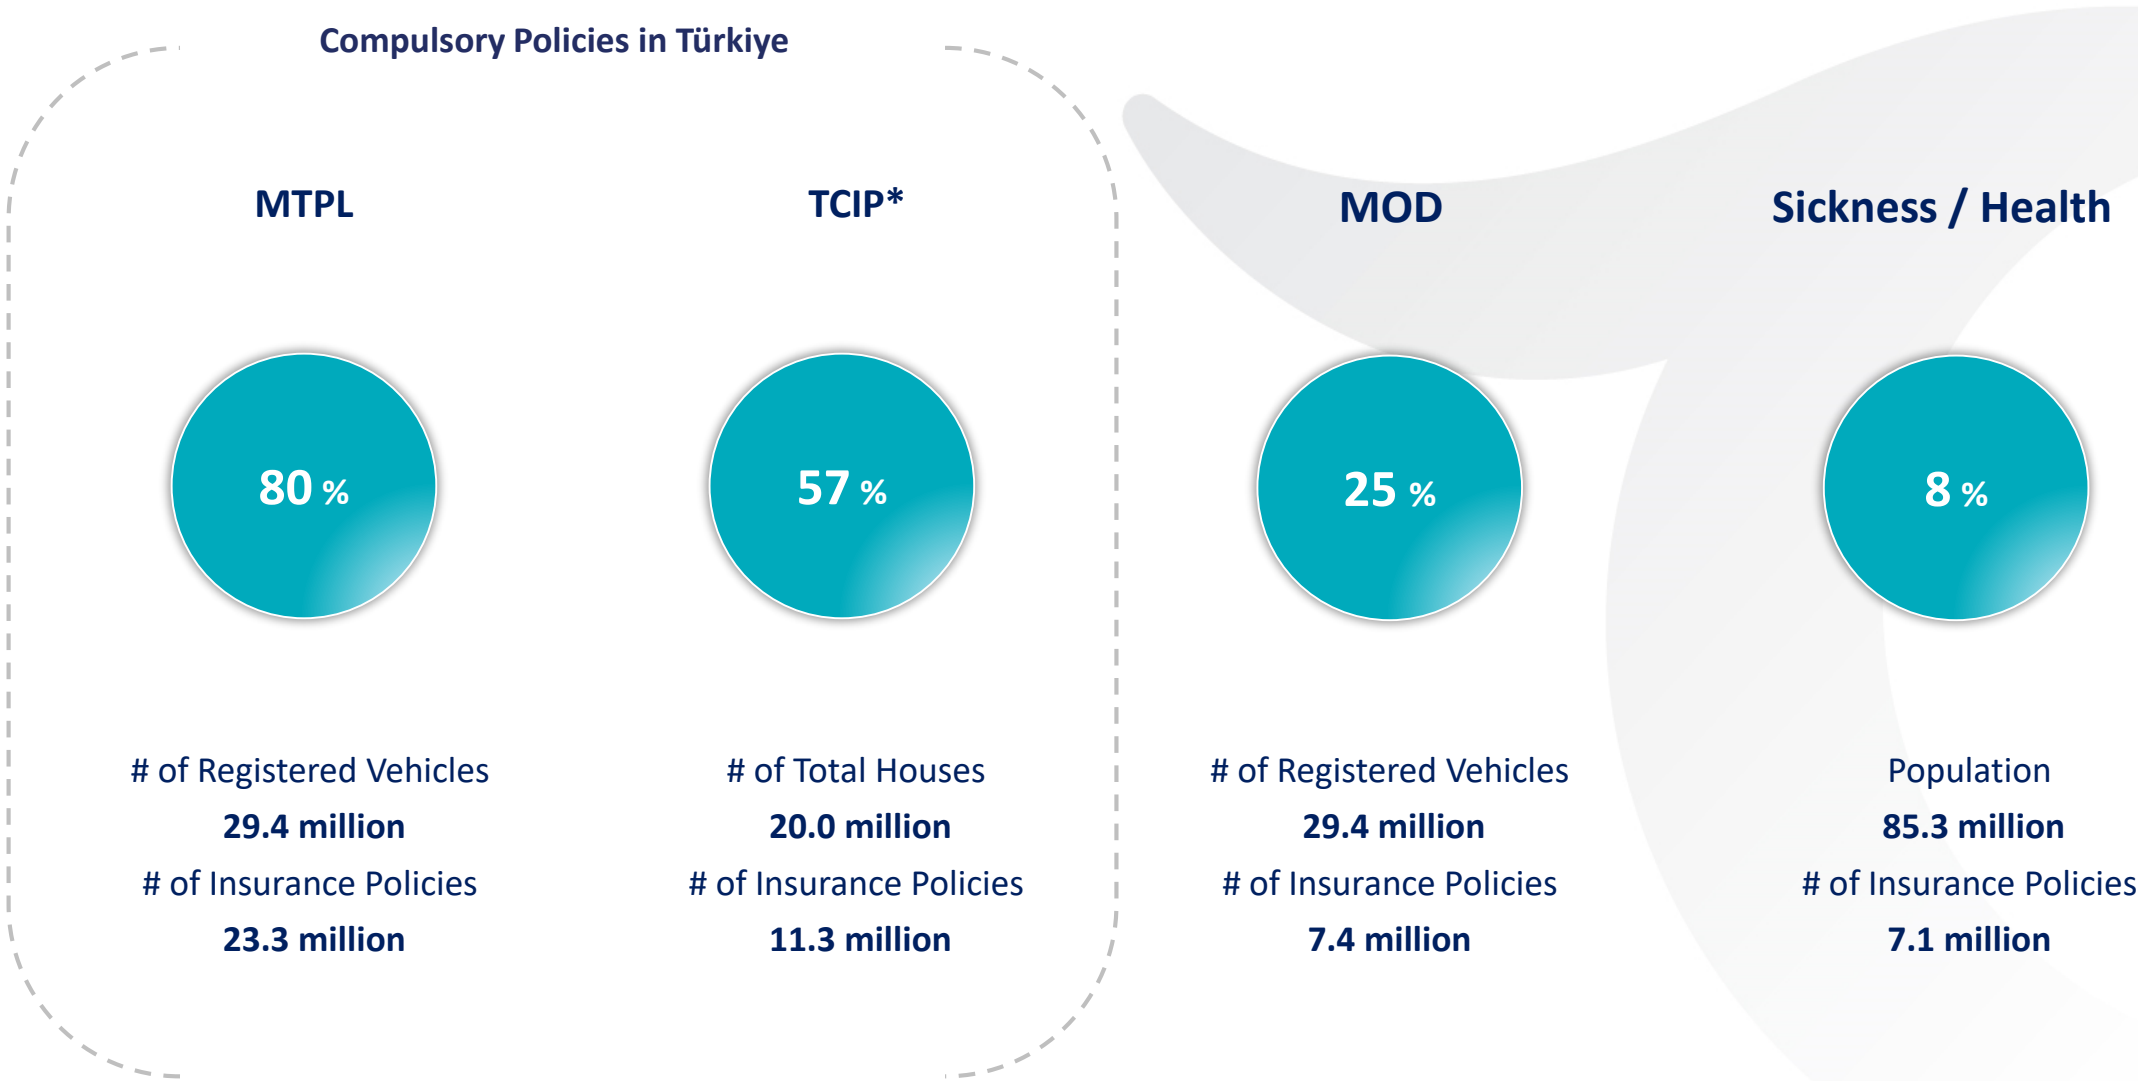 Compulsory Policies in Türkiye
MTPL
80 %
# of Registered Vehicles
29.4 million
# of Insurance Policies
23.3 million
TCIP*
57 %
# of Total Houses
20.0 million
# of Insurance Policies
11.3 million
MOD
25 %
# of Registered Vehicles
29.4 million
# of Insurance Policies
7.4 million
Sickness / Health
8 %
Population
85.3 million
# of Insurance Policies
7.1 million